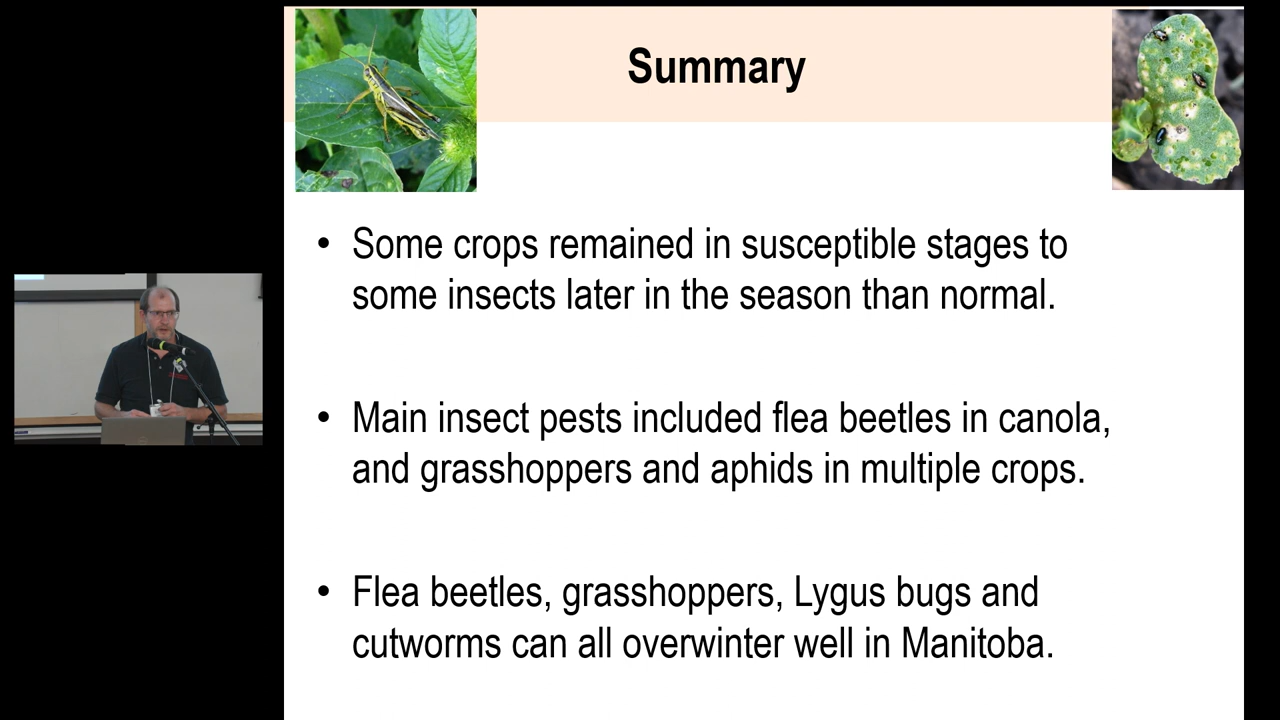 Summary
• Some crops remained in susceptible stages to
some insects later in the season than normal.
• Main insect pests included flea beetles in canola,
and grasshoppers and aphids in multiple crops.
• Flea beetles, grasshoppers, Lygus bugs and
cutworms can all overwinter well in Manitoba.